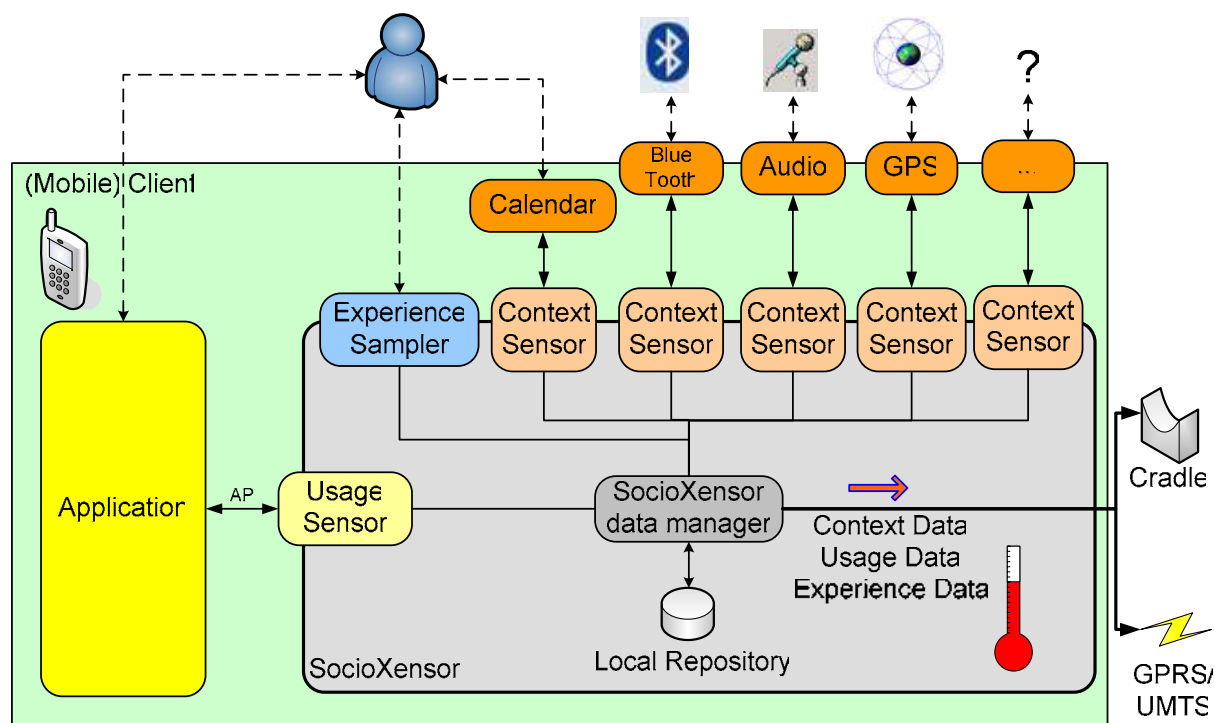 ?
Blue
Tooth
Audio
GPS
...
(Mobile) Client
Calendar
Experience
Sampler
Context
Sensor
Context
Sensor
Context
Sensor
Context
Sensor
Context
Sensor
Application
AP
Usage
Sensor
SocioXensor
data manager
Context Data
Usage Data
Experience Data
Local Repository
SocioXensor
Cradle
GPRS/
UMTS